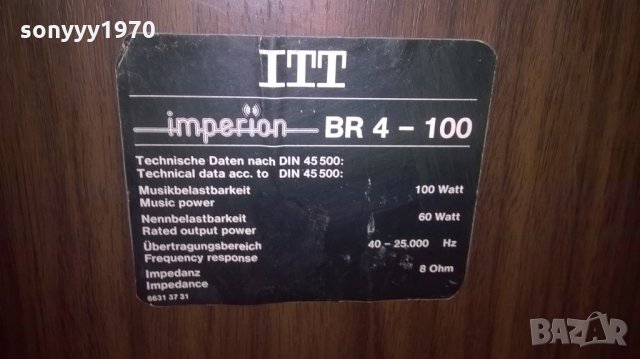 sonyyy1970
ITT
imperion BR 4 - 100
Technische Daten nach DIN 45 500:
Technical data acc. to DIN 45 500:
Musikbelastbarkeit 100 Watt
Music power
Nennbelastbarkeit 60 Watt
Rated output power
Übertragungsbereich 40 - 25.000 Hz
Frequency response
Impedanz 8 Ohm
Impedance
6631 37 31
BAZAR